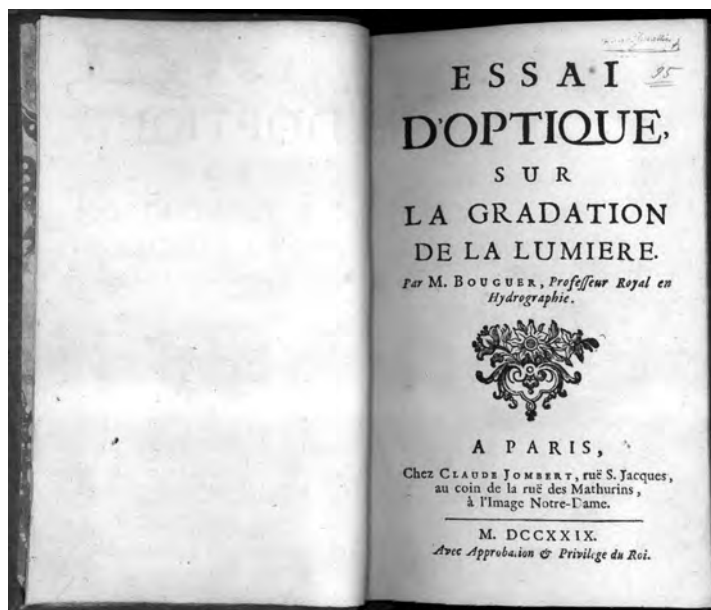 95
ESSAI
D'OPTIQUE,
SUR
LA GRADATION
DE LA LUMIERE.
Par M. BOUGUER, Professeur Royal en
Hydrographie.
A PARIS,
Chez CLAUDE JOMBERT, ruë S. Jacques,
au coin de la ruë des Mathurins,
à l'Image Notre-Dame.
M. DCCXXIX.
Avec Approbation & Privilege du Roi.